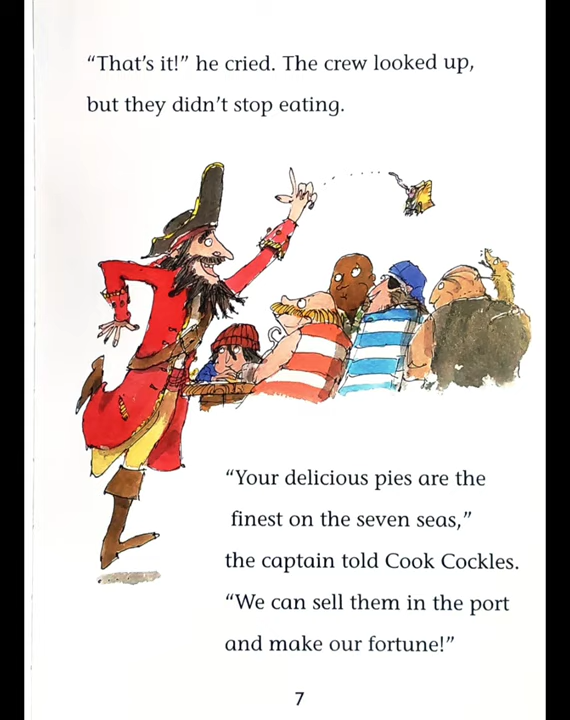 “That’s it!” he cried. The crew looked up,
but they didn’t stop eating.
“Your delicious pies are the
finest on the seven seas,”
the captain told Cook Cockles.
“We can sell them in the port
and make our fortune!”
7